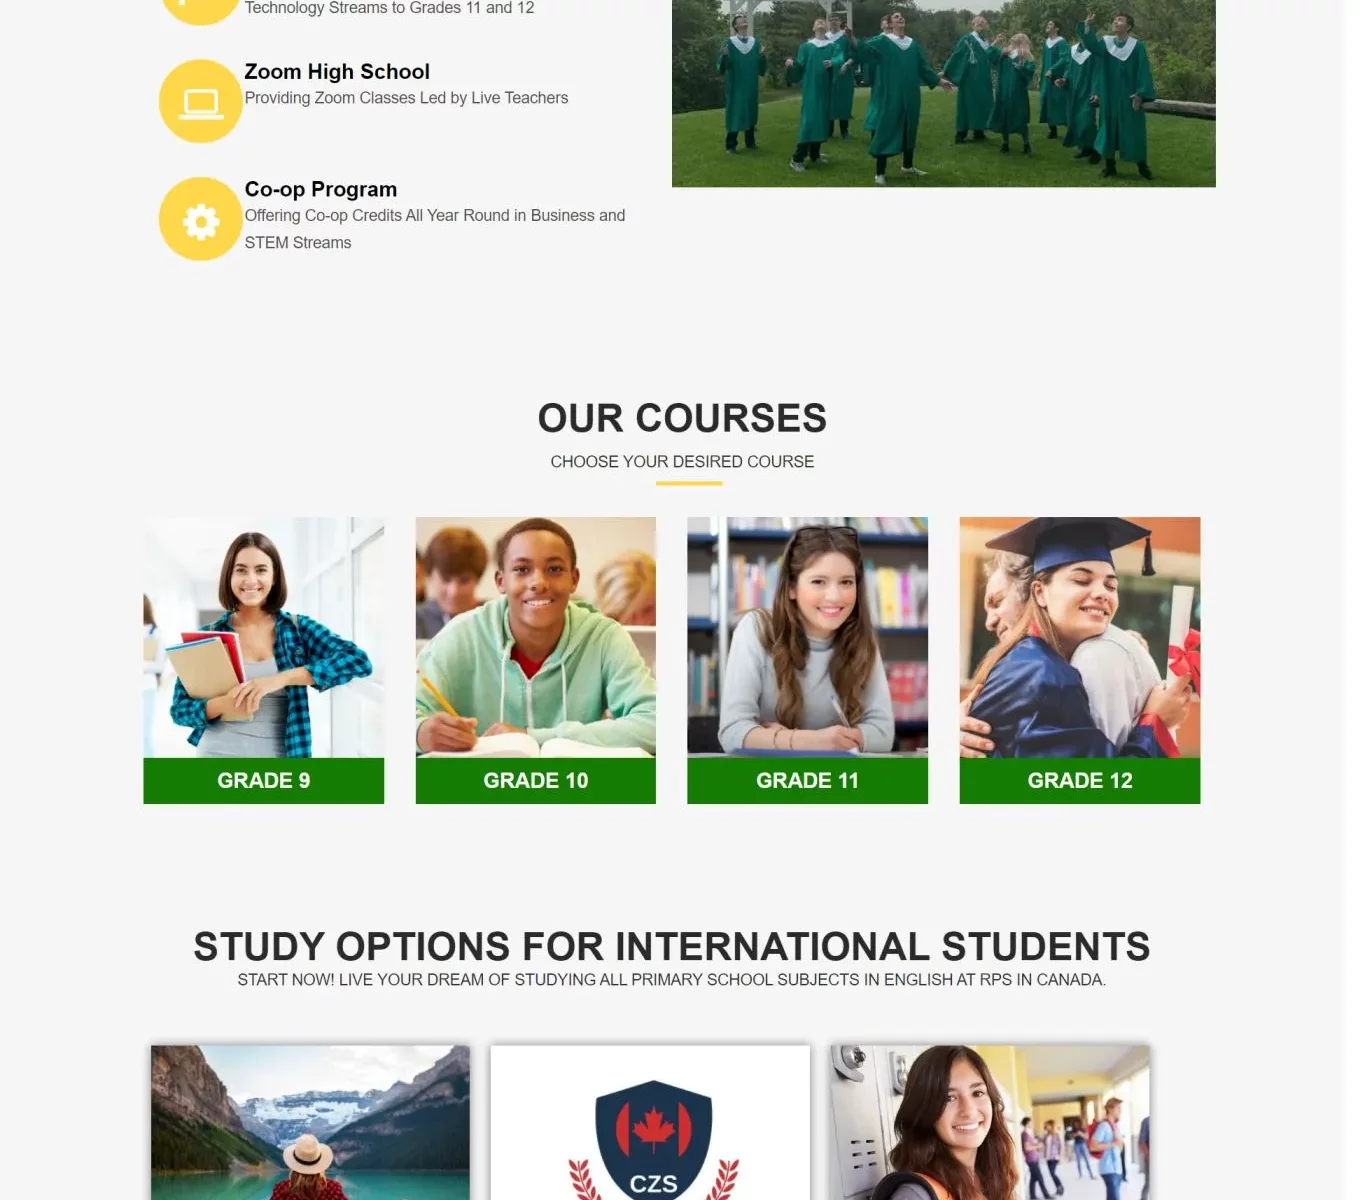 Technology Streams to Grades 11 and 12
Zoom High School
Providing Zoom Classes Led by Live Teachers
Co-op Program
Offering Co-op Credits All Year Round in Business and
STEM Streams
OUR COURSES
CHOOSE YOUR DESIRED COURSE
GRADE 9
GRADE 10
GRADE 11
GRADE 12
STUDY OPTIONS FOR INTERNATIONAL STUDENTS
START NOW! LIVE YOUR DREAM OF STUDYING ALL PRIMARY SCHOOL SUBJECTS IN ENGLISH AT RPS IN CANADA.
CZS